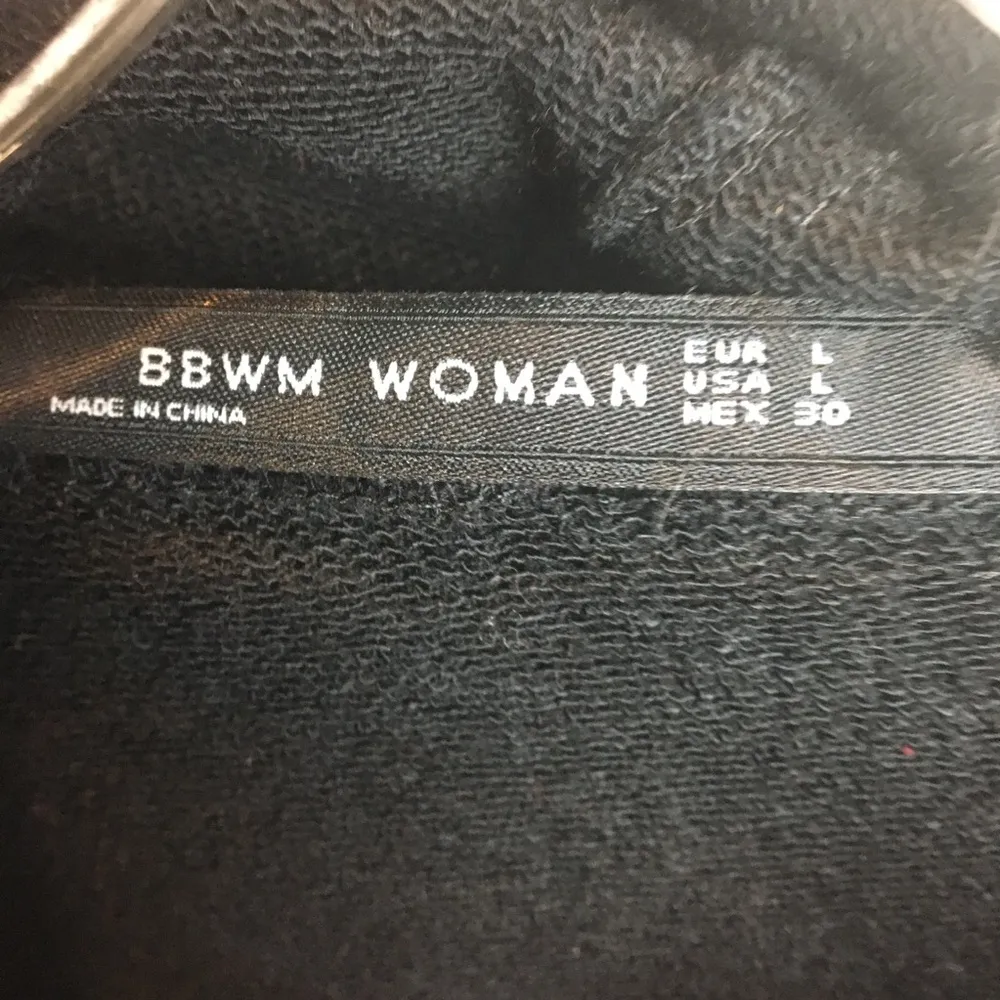 BBWM WOMAN
MADE IN CHINA
EUR L
USA L
MEX 30